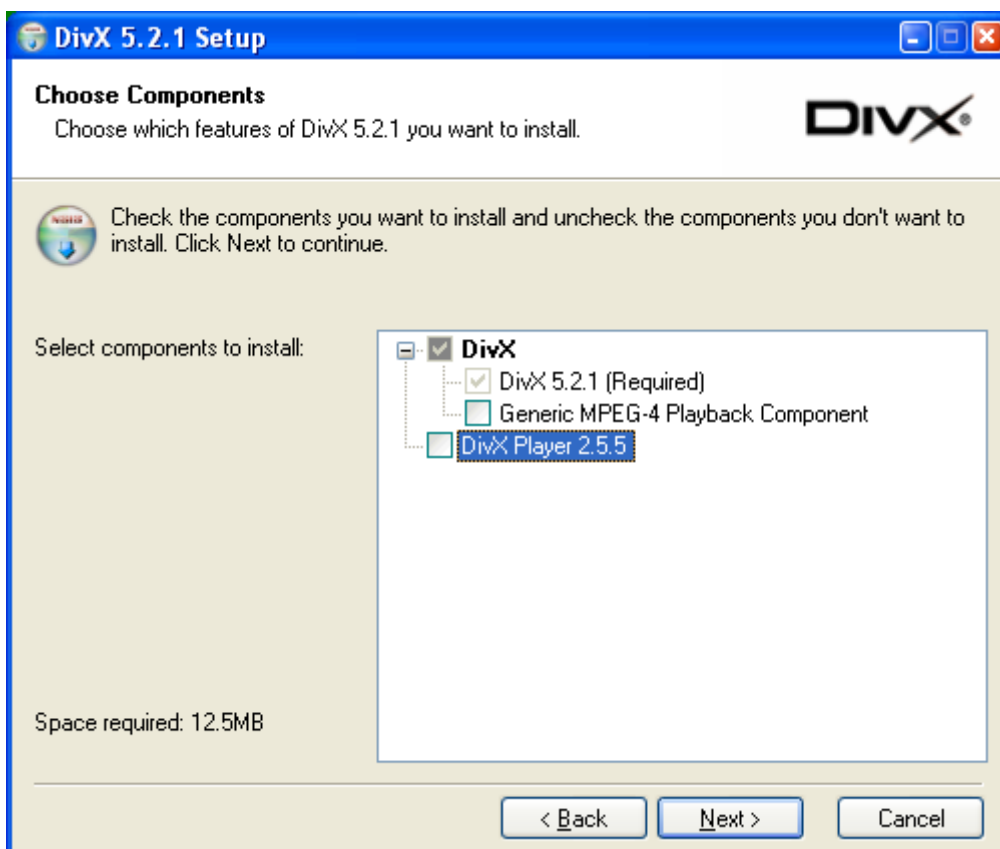 DivX 5.2.1 Setup
Choose Components
Choose which features of DivX 5.2.1 you want to install.
DIVX®
NSIS
Check the components you want to install and uncheck the components you don't want to
install. Click Next to continue.
Select components to install:
DivX
DivX 5.2.1 (Required)
Generic MPEG-4 Playback Component
DivX Player 2.5.5
Space required: 12.5MB
< Back
Next >
Cancel